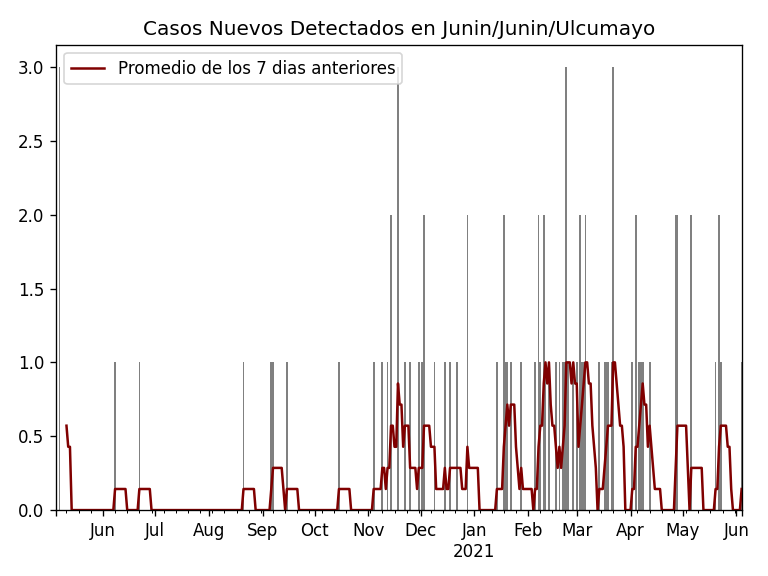 Casos Nuevos Detectados en Junin/Junin/Ulcumayo
Promedio de los 7 dias anteriores
3.0
2.5
2.0
1.5
1.0
0.5
0.0
Jun Jul Aug Sep Oct Nov Dec Jan Feb Mar Apr May Jun
2021